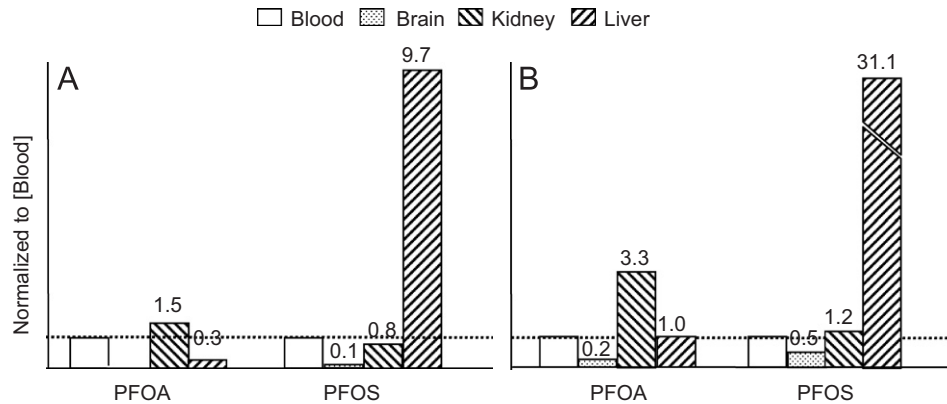 Blood Brain Kidney Liver
A
9.7
1.5
0.3
0.1
0.8
B
31.1
3.3
0.2
1.0
0.5
1.2
Normalized to [Blood]
PFOA PFOS PFOA PFOS